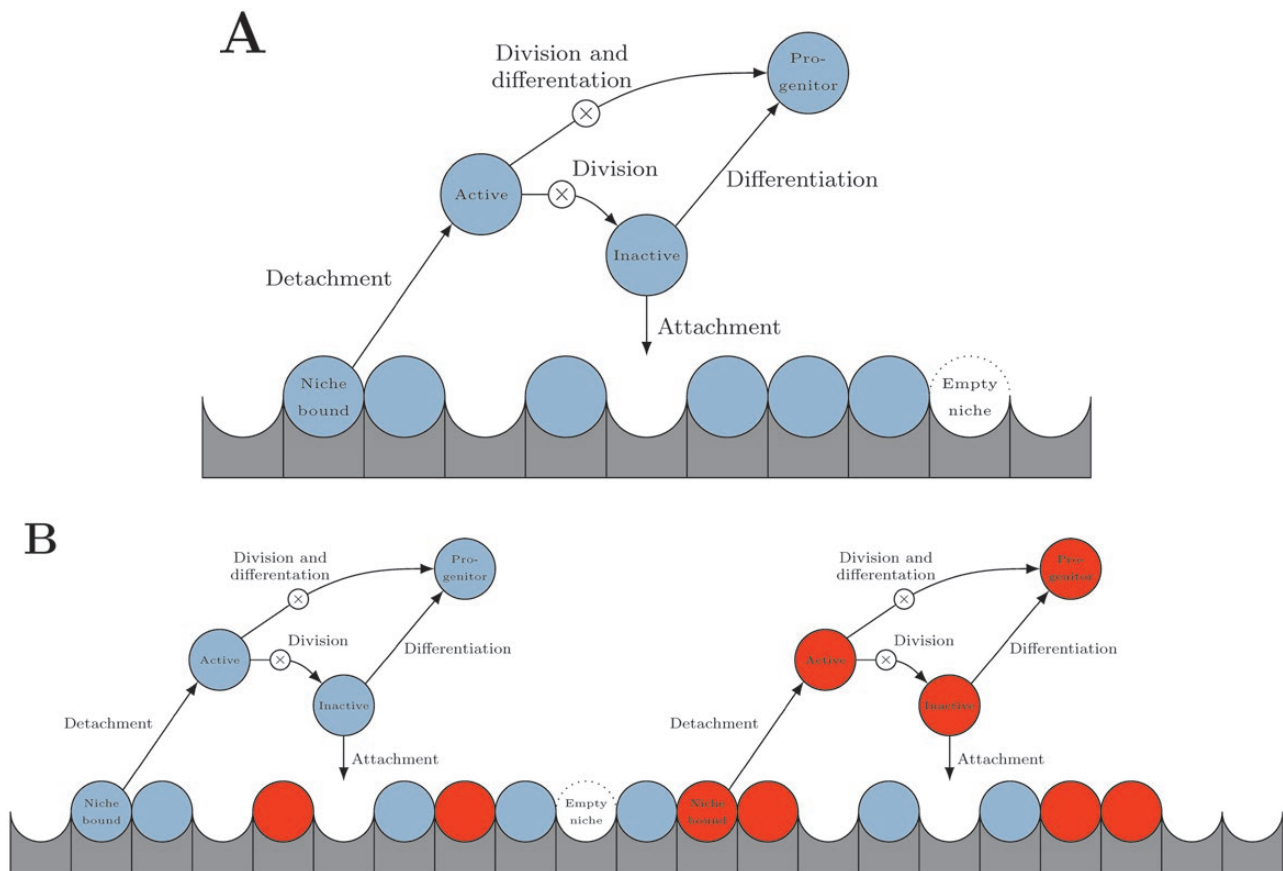 A
Division and
differentation
Pro-
genitor
Active
Division
Differentiation
Inactive
Detachment
Attachment
Niche
bound
Empty
niche
B
Division and
differentation
Pro-
genitor
Active
Division
Differentiation
Inactive
Detachment
Attachment
Niche
bound
Empty
niche
Division and
differentation
Pro-
genitor
Active
Division
Differentiation
Inactive
Detachment
Attachment
Niche
bound